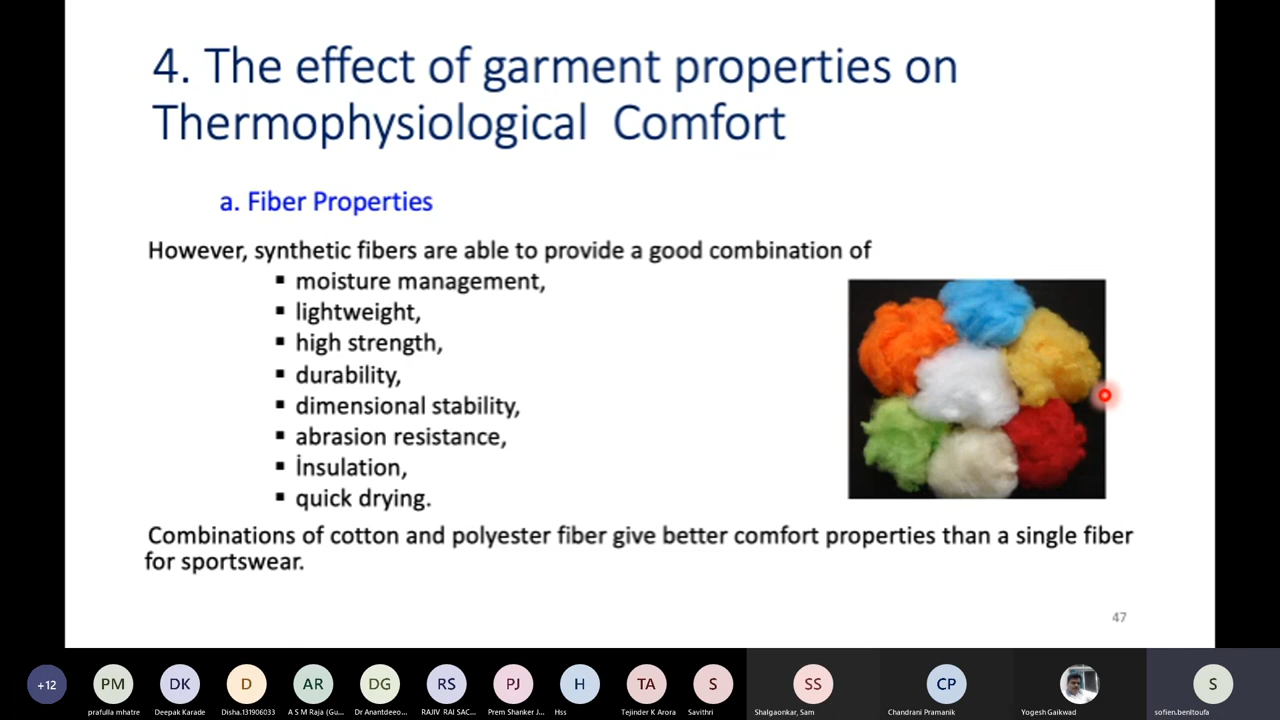 4. The effect of garment properties on
Thermophysiological Comfort
a. Fiber Properties
However, synthetic fibers are able to provide a good combination of
▪ moisture management,
▪ lightweight,
▪ high strength,
▪ durability,
▪ dimensional stability,
▪ abrasion resistance,
▪ İnsulation,
▪ quick drying.
Combinations of cotton and polyester fiber give better comfort properties than a single fiber
for sportswear.
47
+12 PM DK D AR DG RS PJ H TA S SS CP S
prafulla mhatre Deepak Karade Disha.131906033 A S M Raja (Gu... Dr Anantdeeo... RAJIV RAI SAC... Prem Shanker J... Hss Tejinder K Arora Savithri Shalgaonkar, Sam Chandrani Pramanik Yogesh Gaikwad sofien.benltoufa